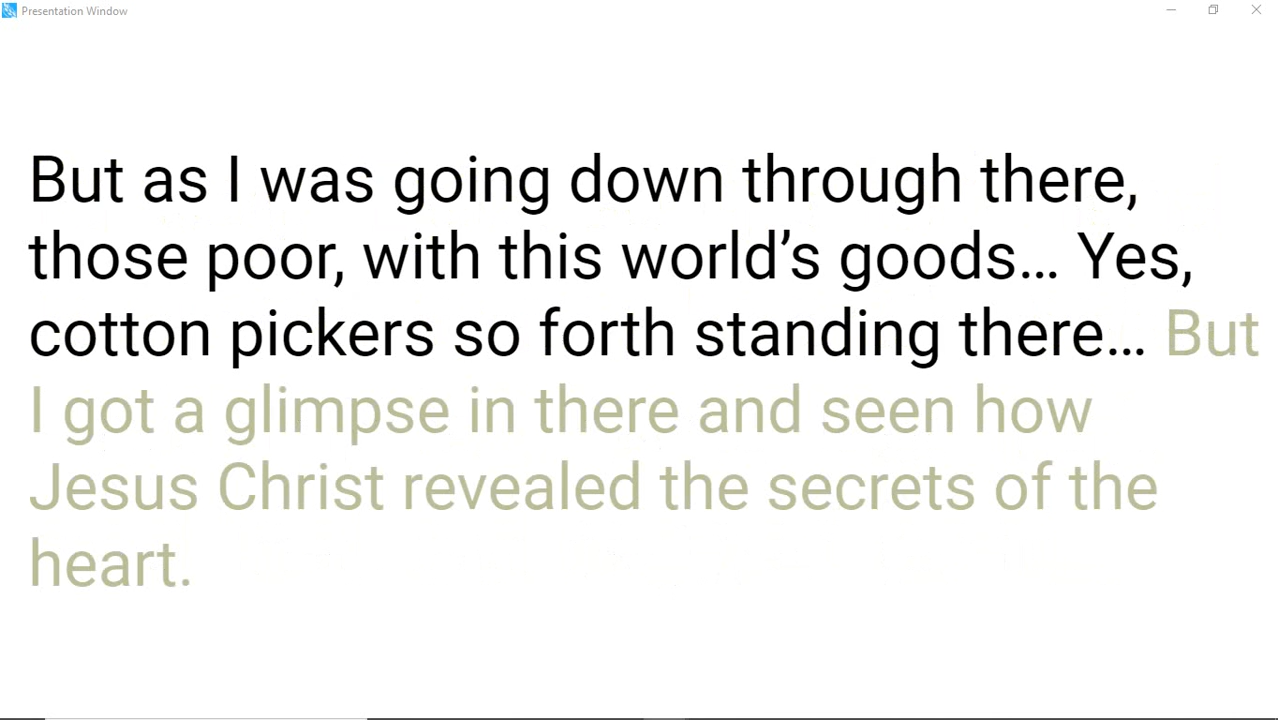 Presentation Window
But as I was going down through there,
those poor, with this world’s goods… Yes,
cotton pickers so forth standing there… But
I got a glimpse in there and seen how
Jesus Christ revealed the secrets of the
heart.